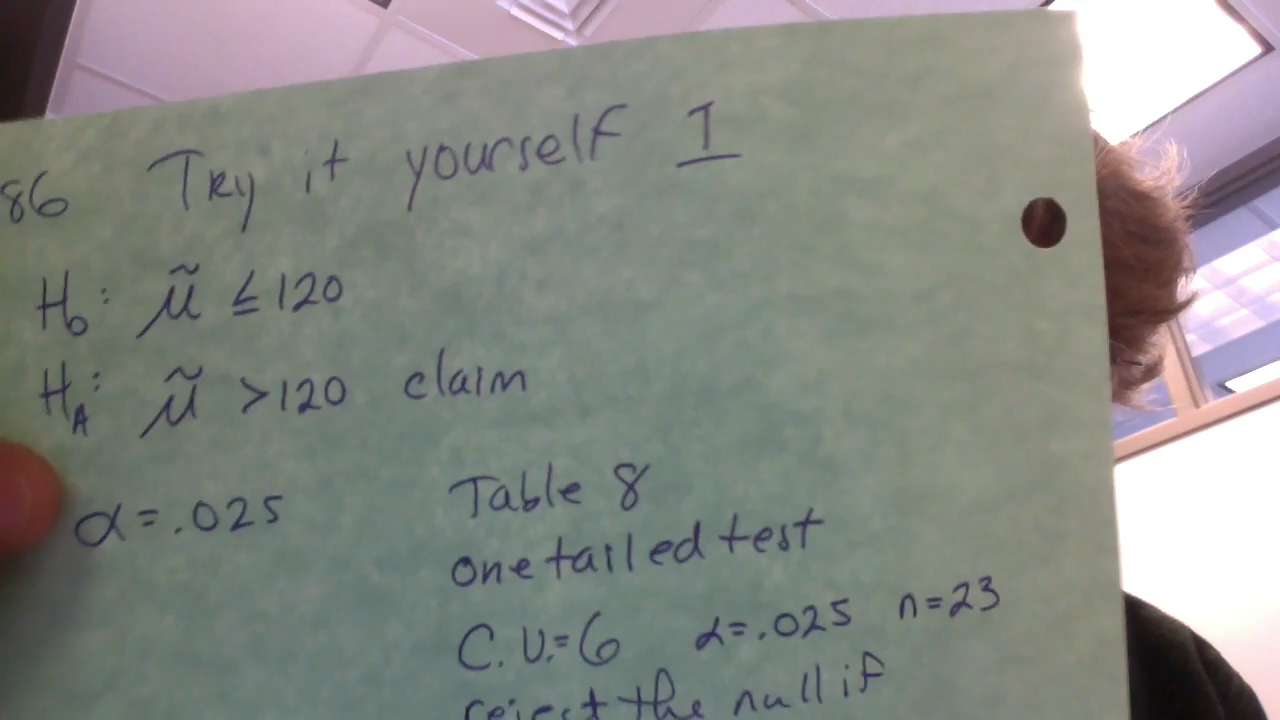 86 Try it yourself 1
H₀: μ̃ ≤ 120
H_A: μ̃ > 120 claim
α = .025
Table 8
one tailed test
C.V. = 6 α = .025 n = 23
reject the null if